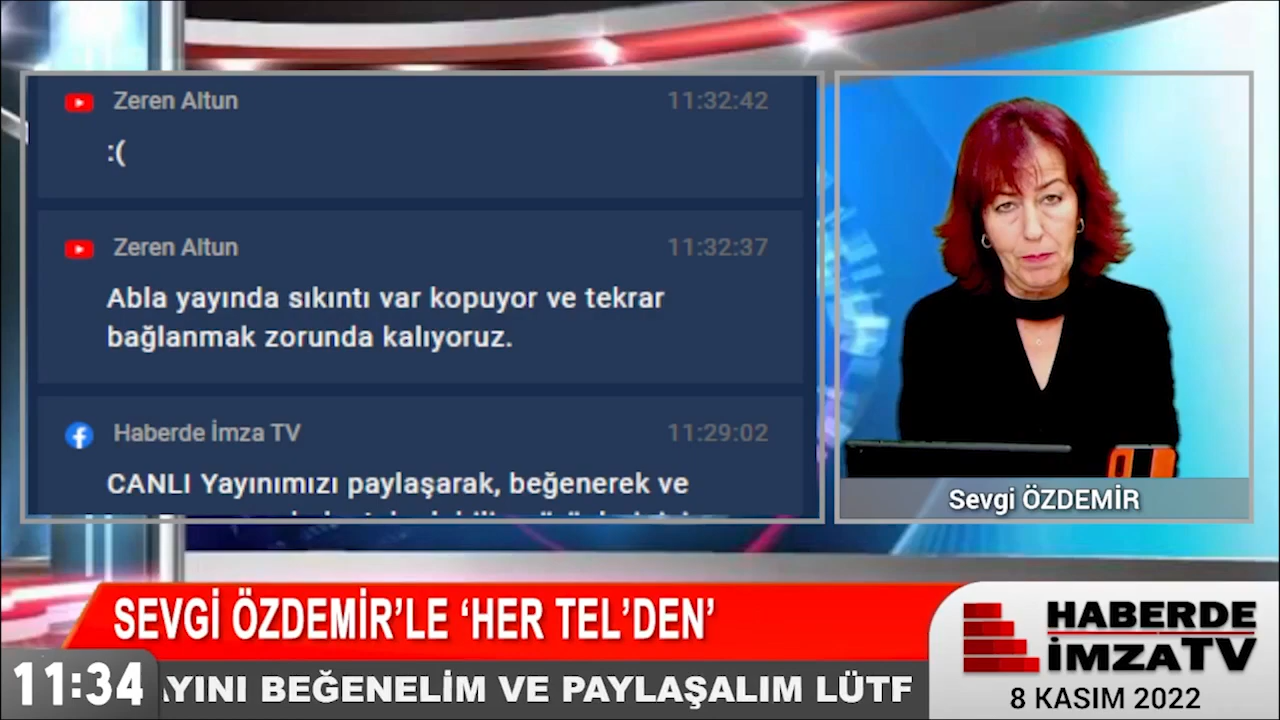 Zeren Altun 11:32:42
:(
Zeren Altun 11:32:37
Abla yayında sıkıntı var kopuyor ve tekrar
bağlanmak zorunda kalıyoruz.
Haberde İmza TV 11:29:02
CANLI Yayınımızı paylaşarak, beğenerek ve
Sevgi ÖZDEMİR
SEVGİ ÖZDEMİR'LE ‘HER TEL'DEN’
HABERDE
İMZATV
8 KASIM 2022
11:34
BEĞENELİM VE PAYLAŞALIM